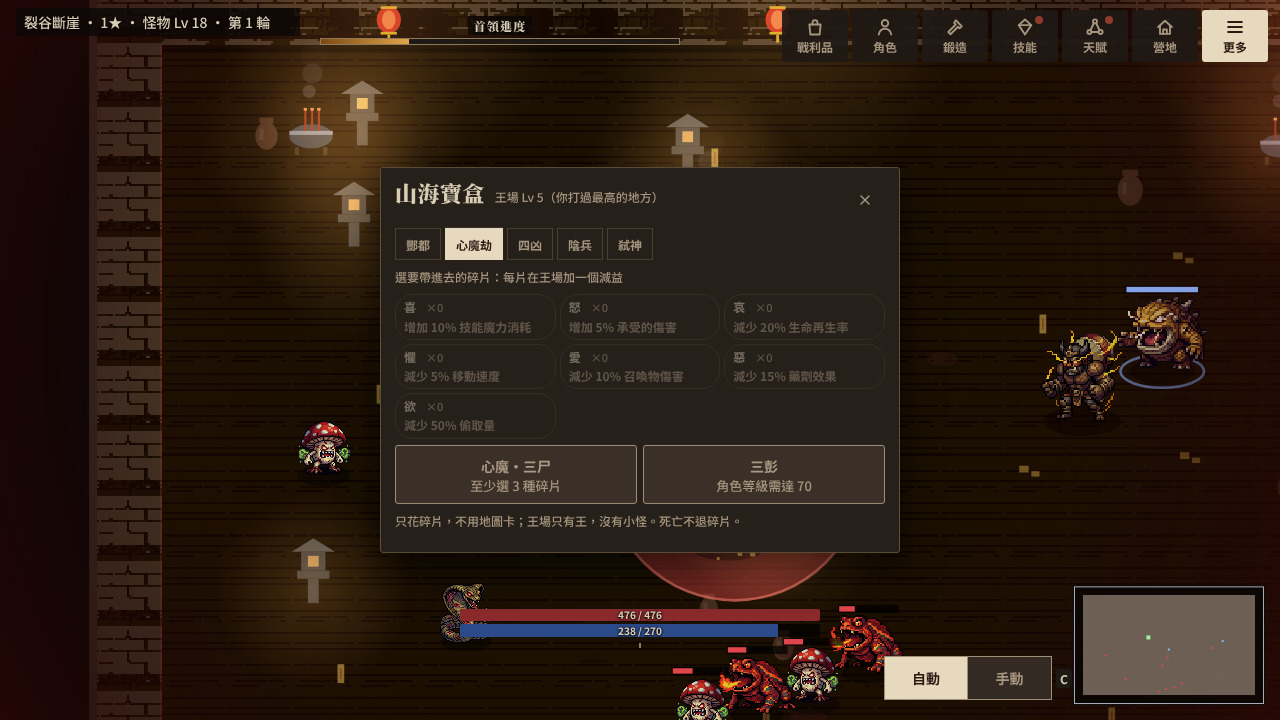 裂谷斷崖 · 1★ · 怪物 Lv 18 · 第 1 輪
首領進度
戰利品
角色
鍛造
技能
天賦
營地
更多
山海寶盒 王場 Lv 5（你打過最高的地方）
×
酆都
心魔劫
四凶
陰兵
弒神
選要帶進去的碎片：每片在王場加一個減益
喜 ×0
增加 10% 技能魔力消耗
怒 ×0
增加 5% 承受的傷害
哀 ×0
減少 20% 生命再生率
懼 ×0
減少 5% 移動速度
愛 ×0
減少 10% 召喚物傷害
惡 ×0
減少 15% 藥劑效果
欲 ×0
減少 50% 偷取量
心魔・三尸
至少選 3 種碎片
三彭
角色等級需達 70
只花碎片，不用地圖卡；王場只有王，沒有小怪。死亡不退碎片。
476 / 476
238 / 270
自動
手動
C